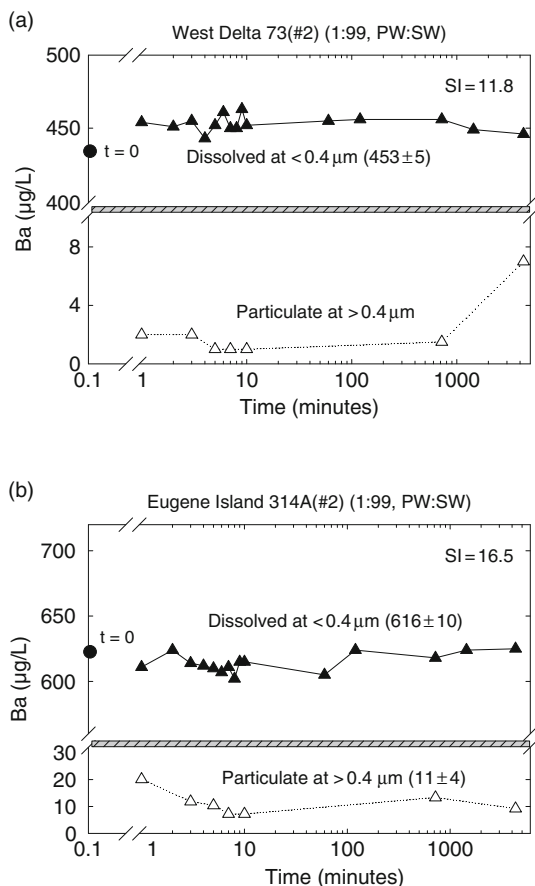 (a)
West Delta 73(#2) (1:99, PW:SW)
500
SI = 11.8
450
t = 0
Dissolved at < 0.4 μm (453 ± 5)
400
Ba (μg/L)
8
Particulate at > 0.4 μm
4
0
0.1 1 10 100 1000
Time (minutes)
(b)
Eugene Island 314A(#2) (1:99, PW:SW)
700
SI = 16.5
Dissolved at < 0.4 μm (616 ± 10)
t = 0
600
Ba (μg/L)
30
Particulate at > 0.4 μm (11 ± 4)
20
10
0
0.1 1 10 100 1000
Time (minutes)